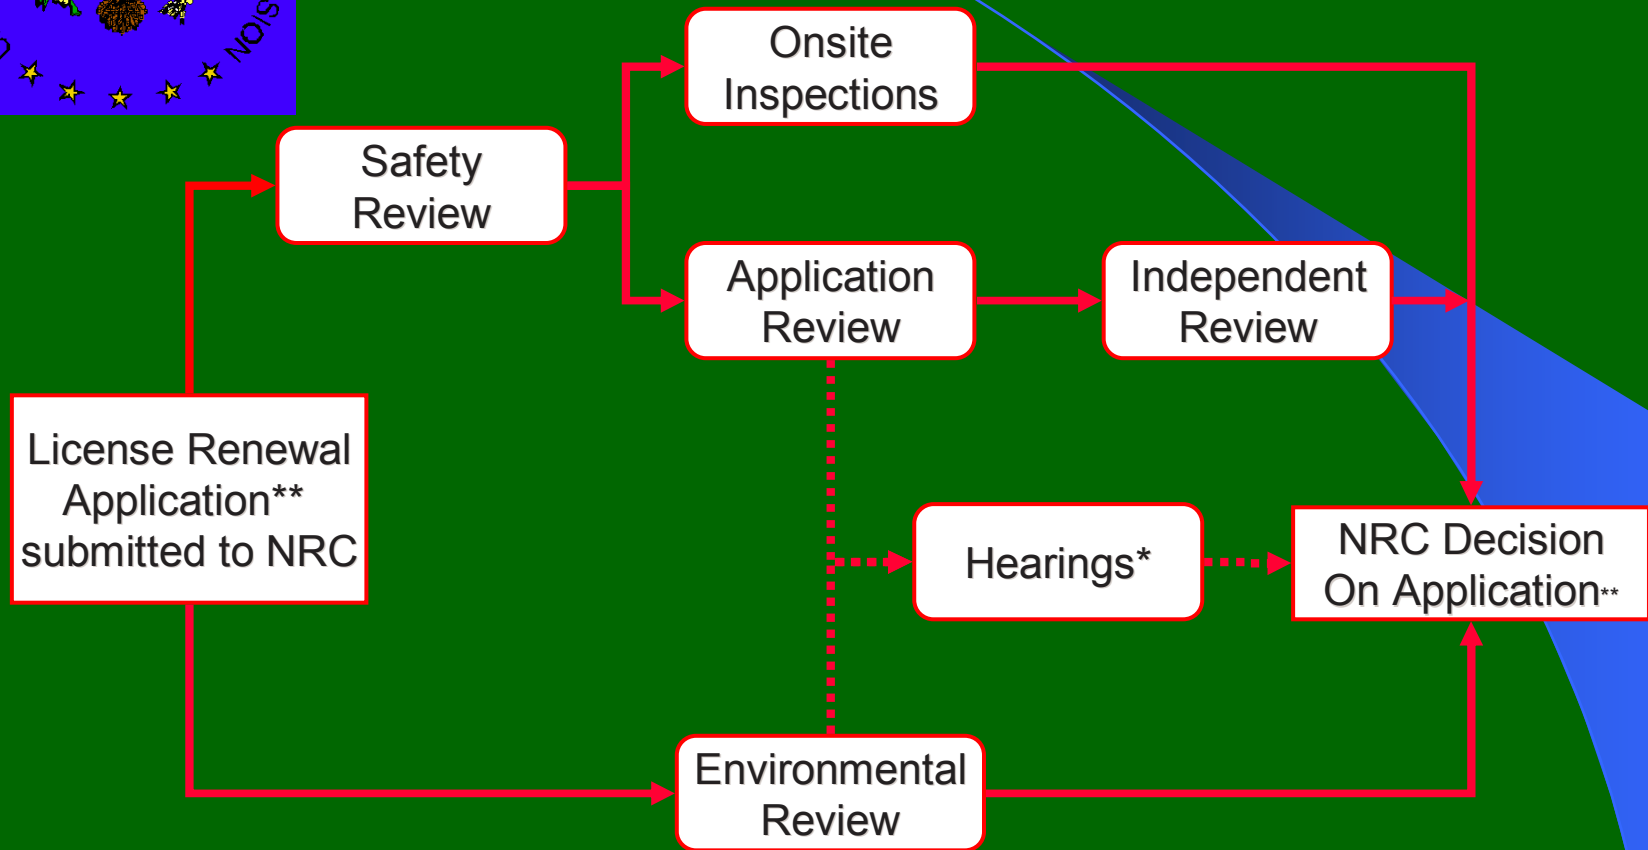 SION
Onsite
Inspections
Safety
Review
Application
Review
Independent
Review
License Renewal
Application**
submitted to NRC
Hearings*
NRC Decision
On Application**
Environmental
Review